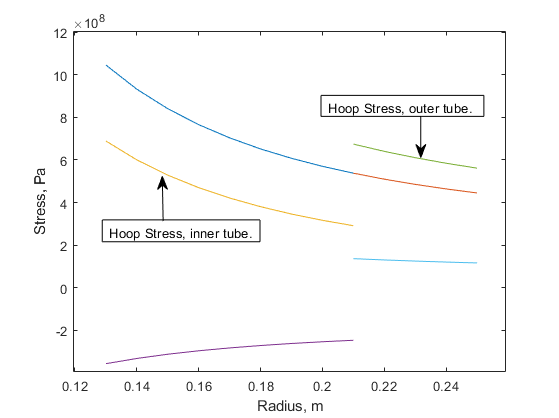 ×10⁸
12
10
8
6
4
2
0
-2
Stress, Pa
Hoop Stress, outer tube.
Hoop Stress, inner tube.
0.12 0.14 0.16 0.18 0.2 0.22 0.24
Radius, m